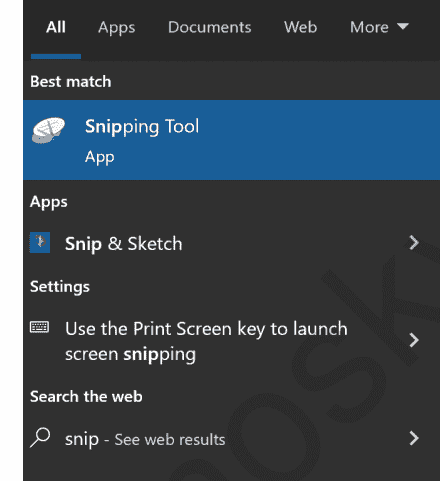 All Apps Documents Web More
Best match
Snipping Tool
App
Apps
Snip & Sketch
Settings
Use the Print Screen key to launch
screen snipping
Search the web
snip - See web results